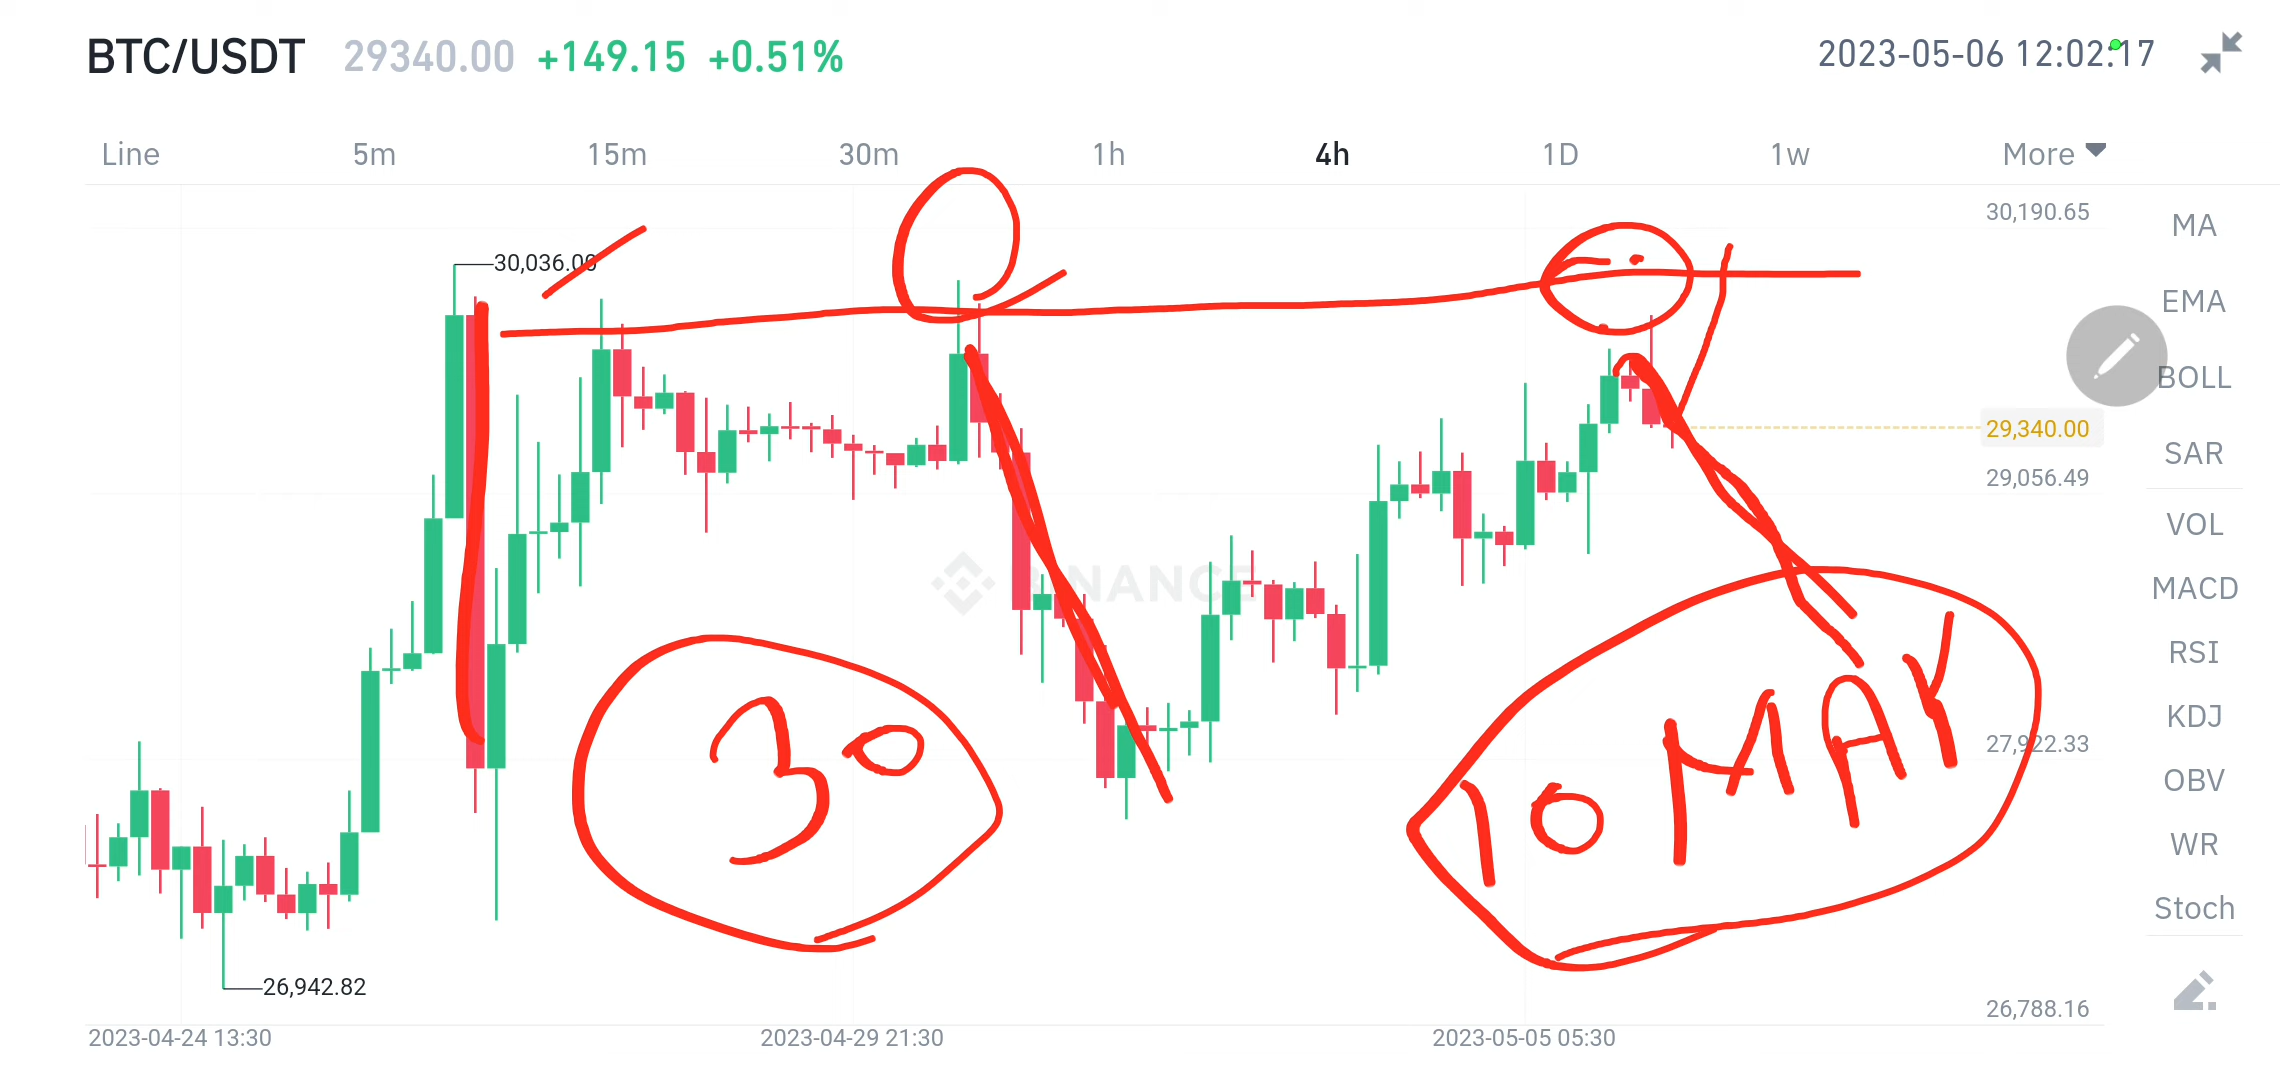 BTC/USDT 29340.00 +149.15 +0.51% 2023-05-06 12:02:17
Line 5m 15m 30m 1h 4h 1D 1w More
30,190.65
MA
30,036.00
EMA
BOLL
29,340.00
SAR
29,056.49
VOL
BINANCE
MACD
RSI
30
10 MAR
KDJ
27,922.33
OBV
WR
Stoch
26,942.82
26,788.16
2023-04-24 13:30 2023-04-29 21:30 2023-05-05 05:30